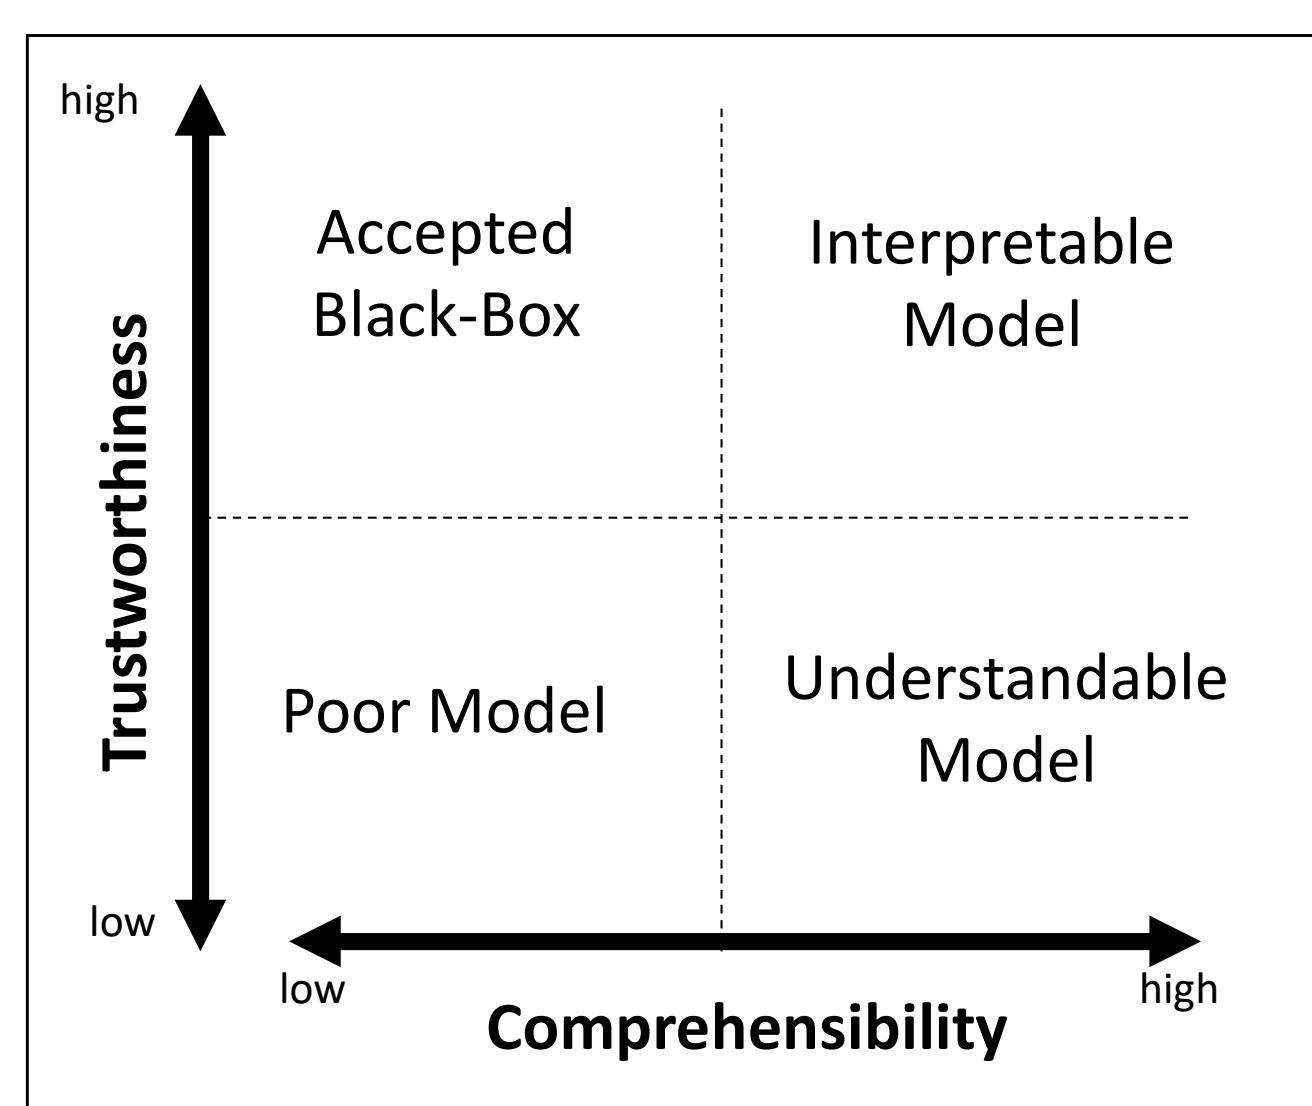 high
Accepted
Black-Box
Interpretable
Model
Trustworthiness
Poor Model
Understandable
Model
low
low
high
Comprehensibility